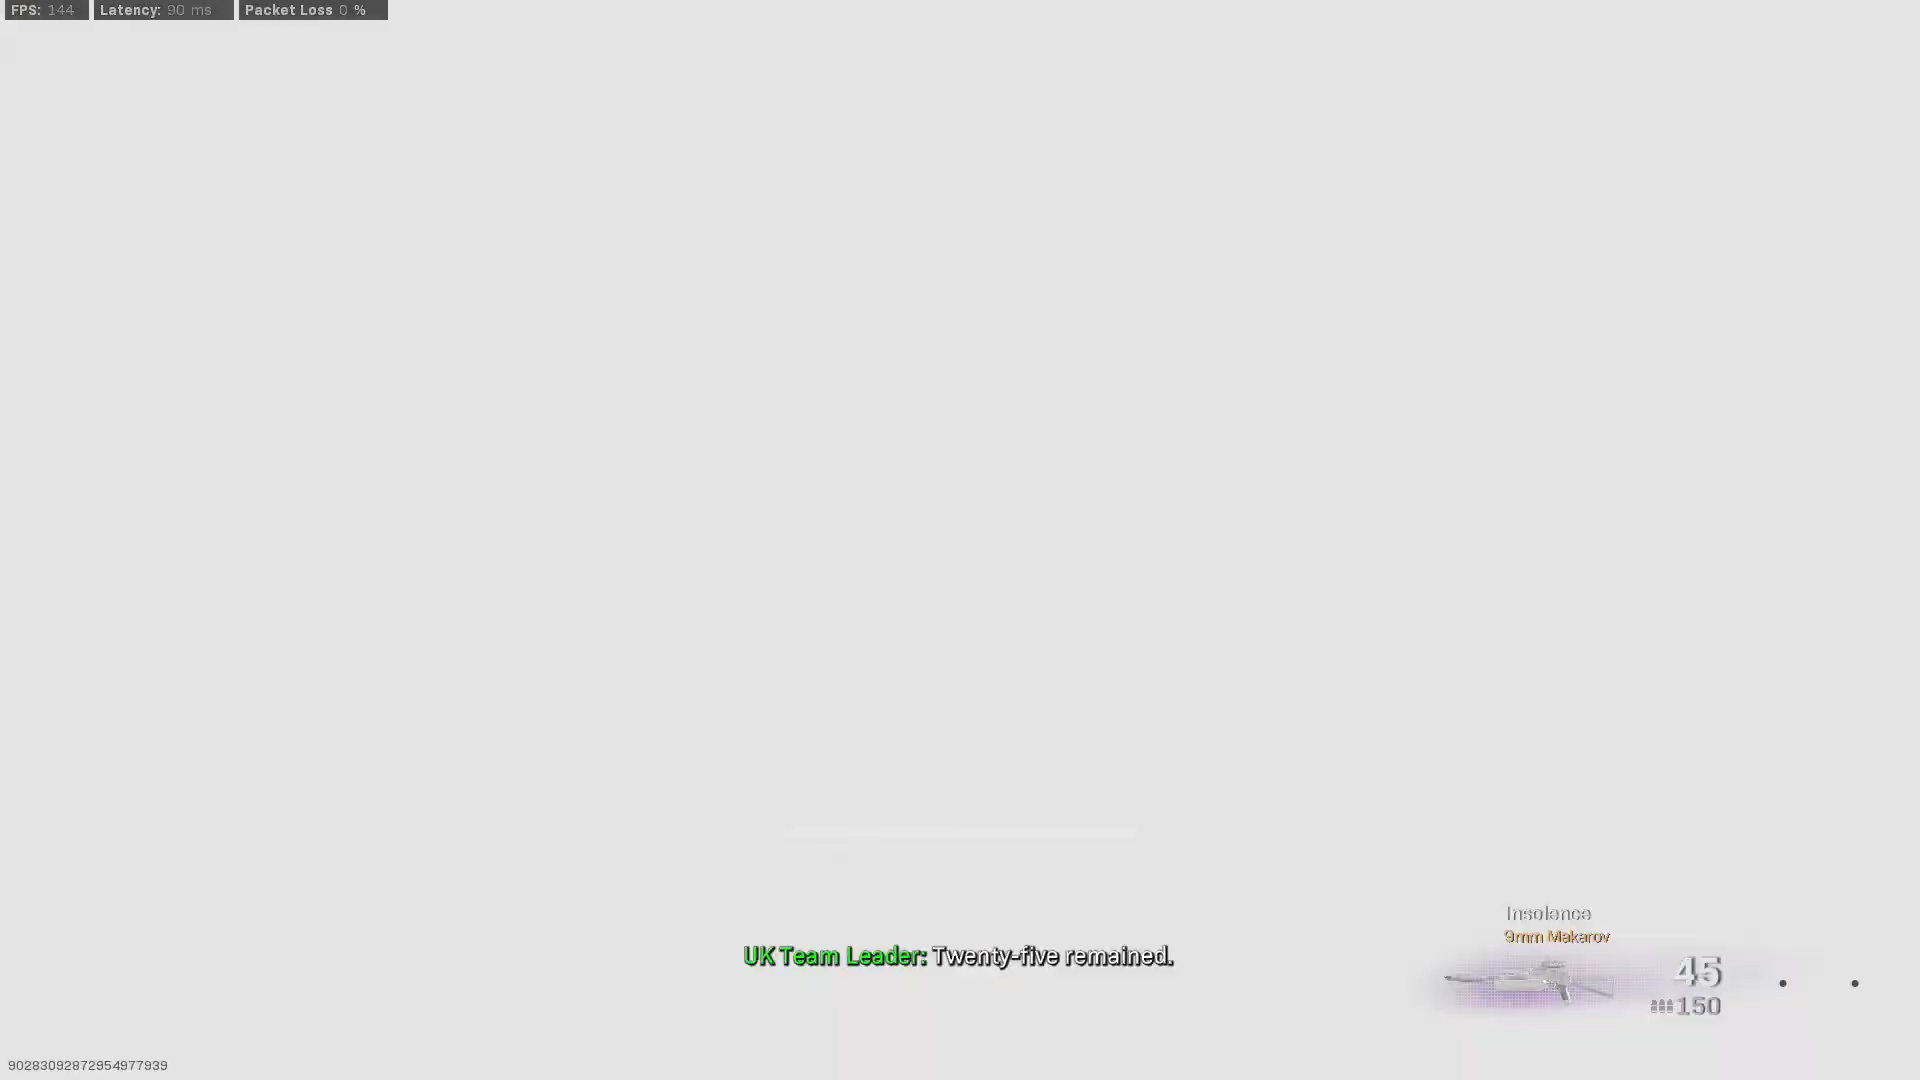 FPS: 144 Latency: 90 ms Packet Loss 0 %
Insolence
9mm Makarov
UK Team Leader: Twenty-five remained.
45
150
90283092872954977939